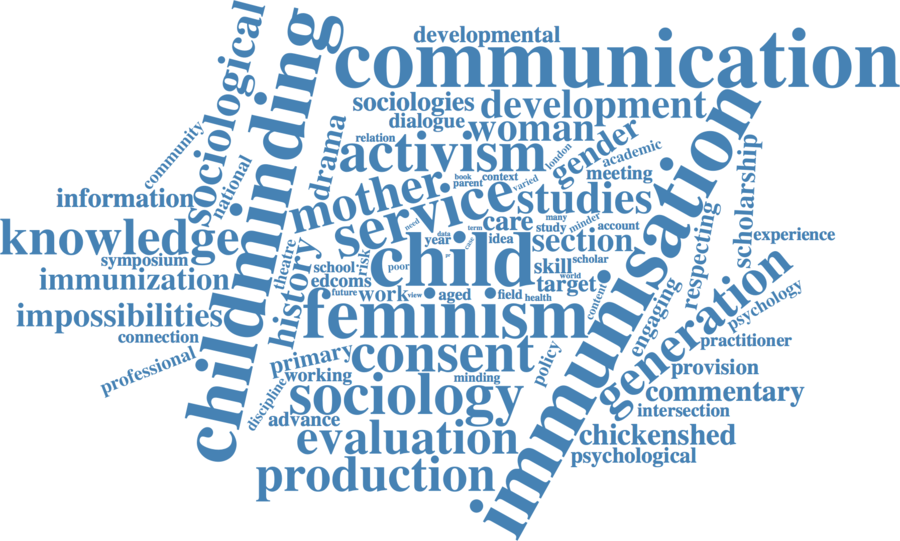 developmental
communication
sociological
childminding
sociologies
development
dialogue
woman
drama
relation
activism
gender
london
academic
community
national
book
context
parent
varied
meeting
mother
service
studies
information
knowledge
symposium
immunization
impossibilities
connection
professional
many
care
study
minder
account
need
data
term
year
case
idea
section
child
theatre
history
risk
school
poor
skill
scholar
edcoms
world
target
future
work
view
aged
field
health
content
feminism
immunisation
respecting
scholarship
experience
engaging
generation
psychology
practitioner
primary
consent
policy
provision
working
minding
discipline
sociology
commentary
intersection
advance
evaluation
chickenshed
psychological
production